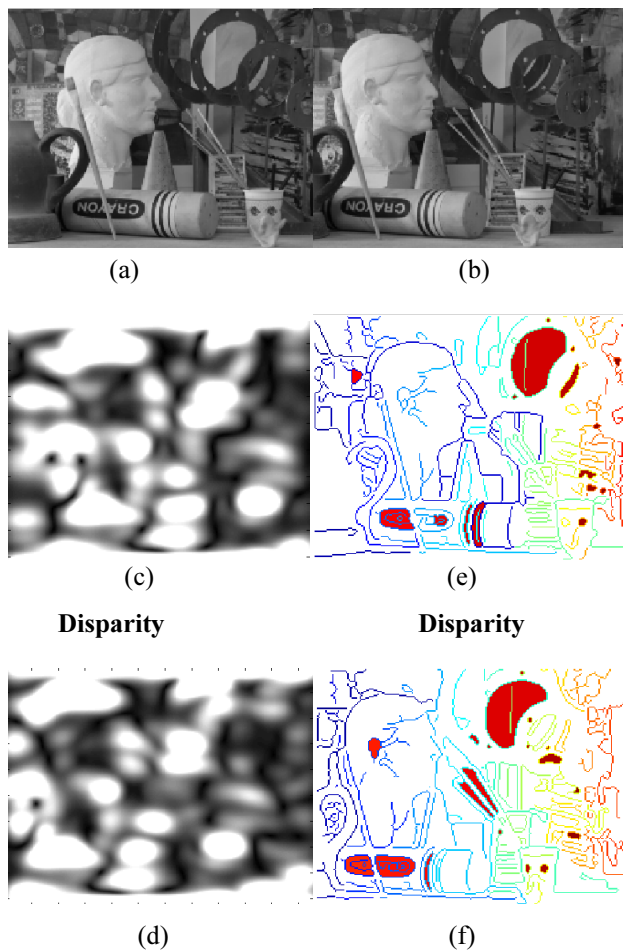 CRAYON CRAYON
(a) (b)
(c) (e)
Disparity Disparity
(d) (f)